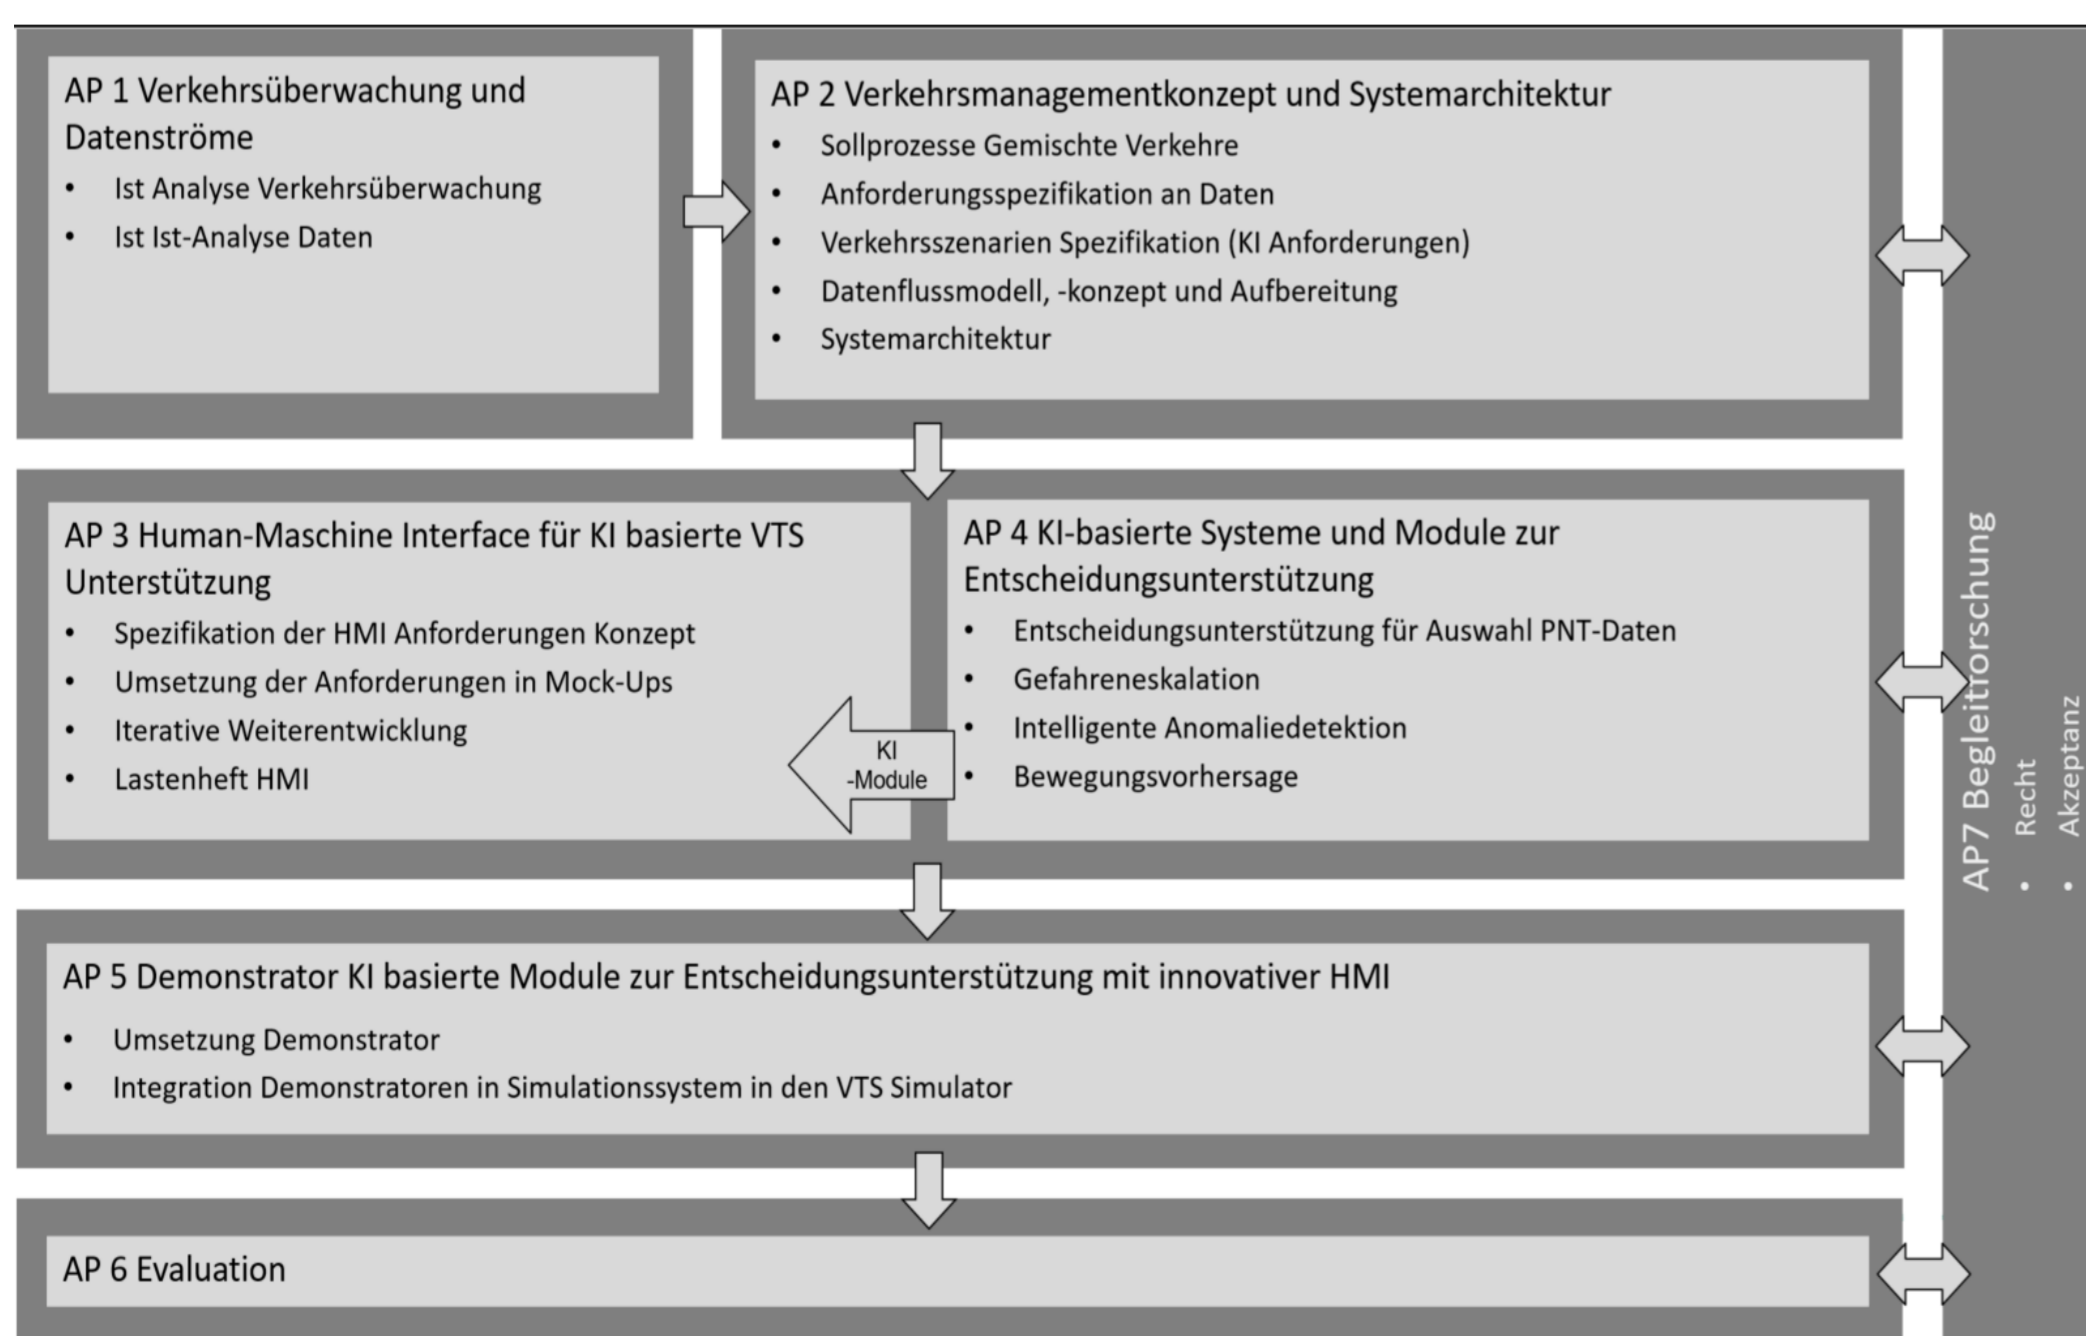 AP 1 Verkehrsüberwachung und
Datenströme
• Ist Analyse Verkehrsüberwachung
• Ist Ist-Analyse Daten
AP 2 Verkehrsmanagementkonzept und Systemarchitektur
• Sollprozesse Gemischte Verkehre
• Anforderungsspezifikation an Daten
• Verkehrsszenarien Spezifikation (KI Anforderungen)
• Datenflussmodell, -konzept und Aufbereitung
• Systemarchitektur
AP 3 Human-Maschine Interface für KI basierte VTS
Unterstützung
• Spezifikation der HMI Anforderungen Konzept
• Umsetzung der Anforderungen in Mock-Ups
• Iterative Weiterentwicklung
• Lastenheft HMI
KI
-Module
AP 4 KI-basierte Systeme und Module zur
Entscheidungsunterstützung
• Entscheidungsunterstützung für Auswahl PNT-Daten
• Gefahreneskalation
• Intelligente Anomaliedetektion
• Bewegungsvorhersage
AP 5 Demonstrator KI basierte Module zur Entscheidungsunterstützung mit innovativer HMI
• Umsetzung Demonstrator
• Integration Demonstratoren in Simulationssystem in den VTS Simulator
AP 6 Evaluation
AP7 Begleitforschung
• Recht
• Akzeptanz